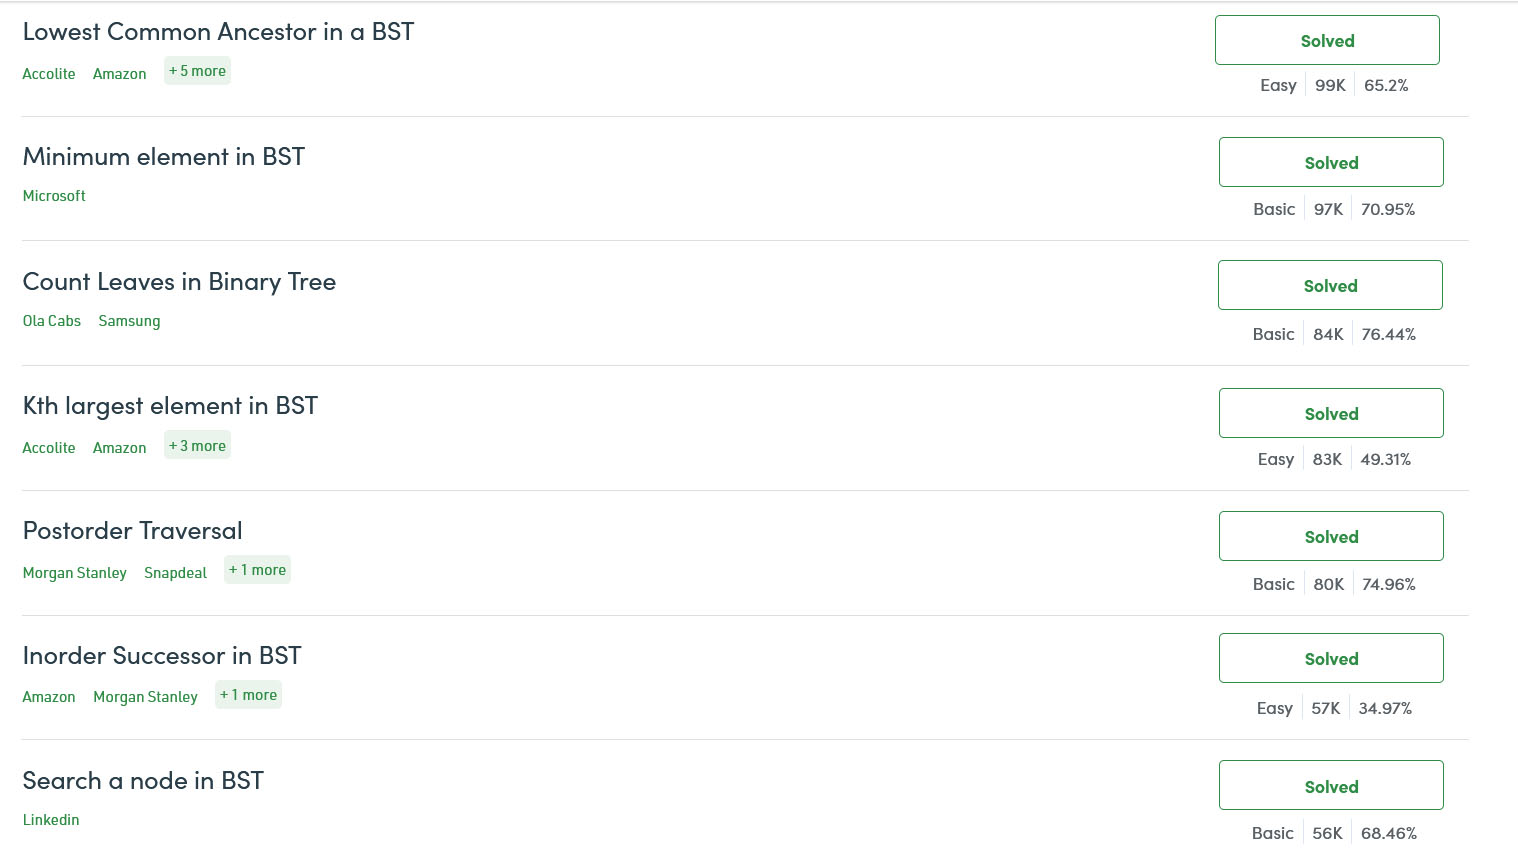 Lowest Common Ancestor in a BST
Solved
Accolite Amazon + 5 more
Easy 99K 65.2%
Minimum element in BST
Solved
Microsoft
Basic 97K 70.95%
Count Leaves in Binary Tree
Solved
Ola Cabs Samsung
Basic 84K 76.44%
Kth largest element in BST
Solved
Accolite Amazon + 3 more
Easy 83K 49.31%
Postorder Traversal
Solved
Morgan Stanley Snapdeal + 1 more
Basic 80K 74.96%
Inorder Successor in BST
Solved
Amazon Morgan Stanley + 1 more
Easy 57K 34.97%
Search a node in BST
Solved
Linkedin
Basic 56K 68.46%